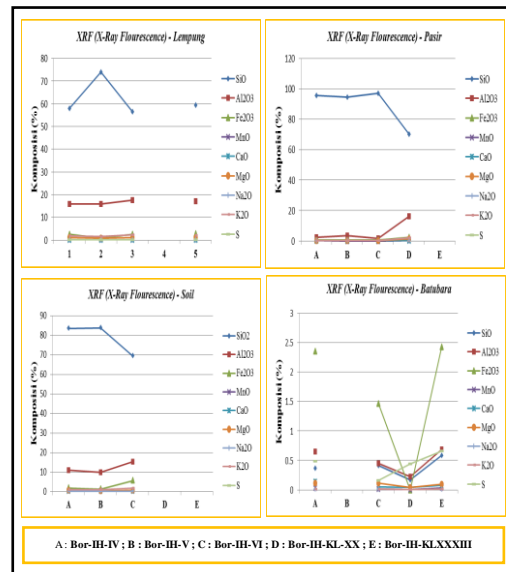 XRF (X-Ray Flourescence) - Lempung
Komposisi (%)
80
70
60
50
40
30
20
10
0
1 2 3 4 5
SiO
Al2O3
Fe2O3
MnO
CaO
MgO
Na2O
K2O
S
XRF (X-Ray Flourescence) - Pasir
Komposisi (%)
120
100
80
60
40
20
0
A B C D E
SiO
Al2O3
Fe2O3
MnO
CaO
MgO
Na2O
K2O
S
XRF (X-Ray Flourescence) - Soil
Komposisi (%)
90
80
70
60
50
40
30
20
10
0
A B C D E
SiO2
Al2O3
Fe2O3
MnO
CaO
MgO
Na2O
K2O
S
XRF (X-Ray Flourescence) - Batubara
Komposisi (%)
3
2.5
2
1.5
1
0.5
0
A B C D E
SiO
Al2O3
Fe2O3
MnO
CaO
MgO
Na2O
K2O
S
A : Bor-IH-IV ; B : Bor-IH-V ; C : Bor-IH-VI ; D : Bor-IH-KL-XX ; E : Bor-IH-KLXXXIII